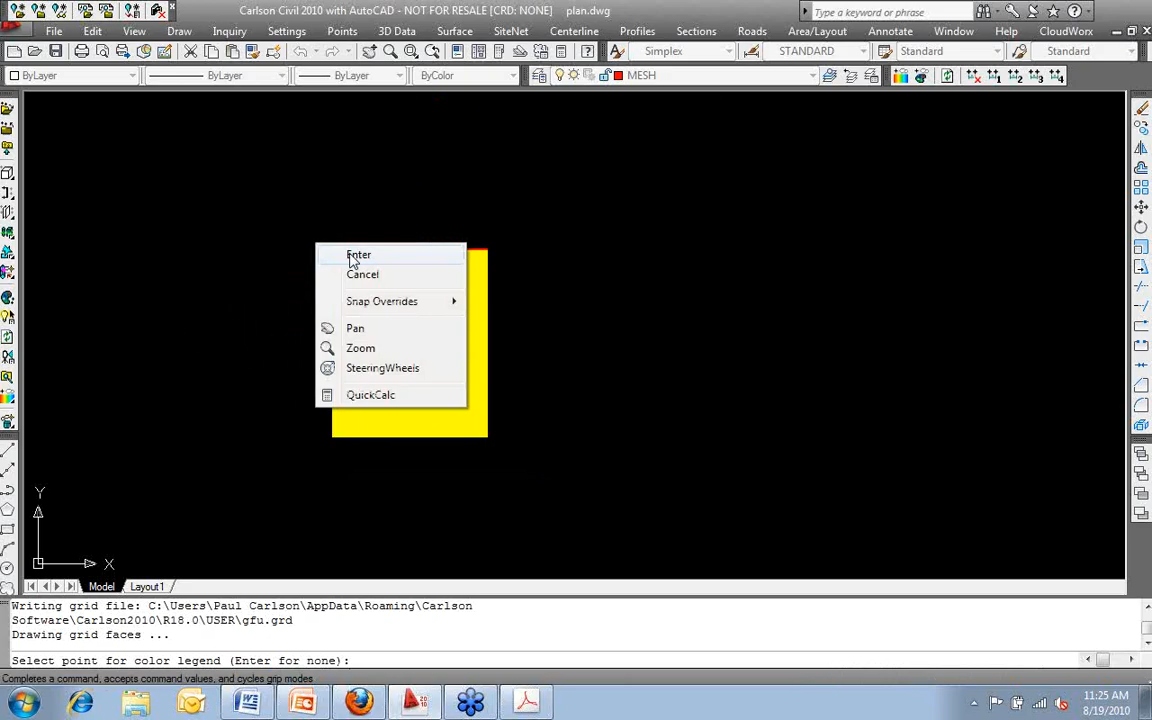 Carlson Civil 2010 with AutoCAD - NOT FOR RESALE [CRD: NONE] plan.dwg
Type a keyword or phrase
File Edit View Draw Inquiry Settings Points 3D Data Surface SiteNet Centerline Profiles Sections Roads Area/Layout Annotate Window Help CloudWorx
Simplex STANDARD Standard Standard
ByLayer ByLayer ByLayer ByColor MESH
Enter
Cancel
Snap Overrides
Pan
Zoom
SteeringWheels
QuickCalc
Y
X
Model Layout1
Writing grid file: C:\Users\Paul Carlson\AppData\Roaming\Carlson
Software\Carlson2010\R18.0\USER\gfu.grd
Drawing grid faces ...
Select point for color legend (Enter for none):
Completes a command, accepts command values, and cycles grip modes
11:25 AM
8/19/2010